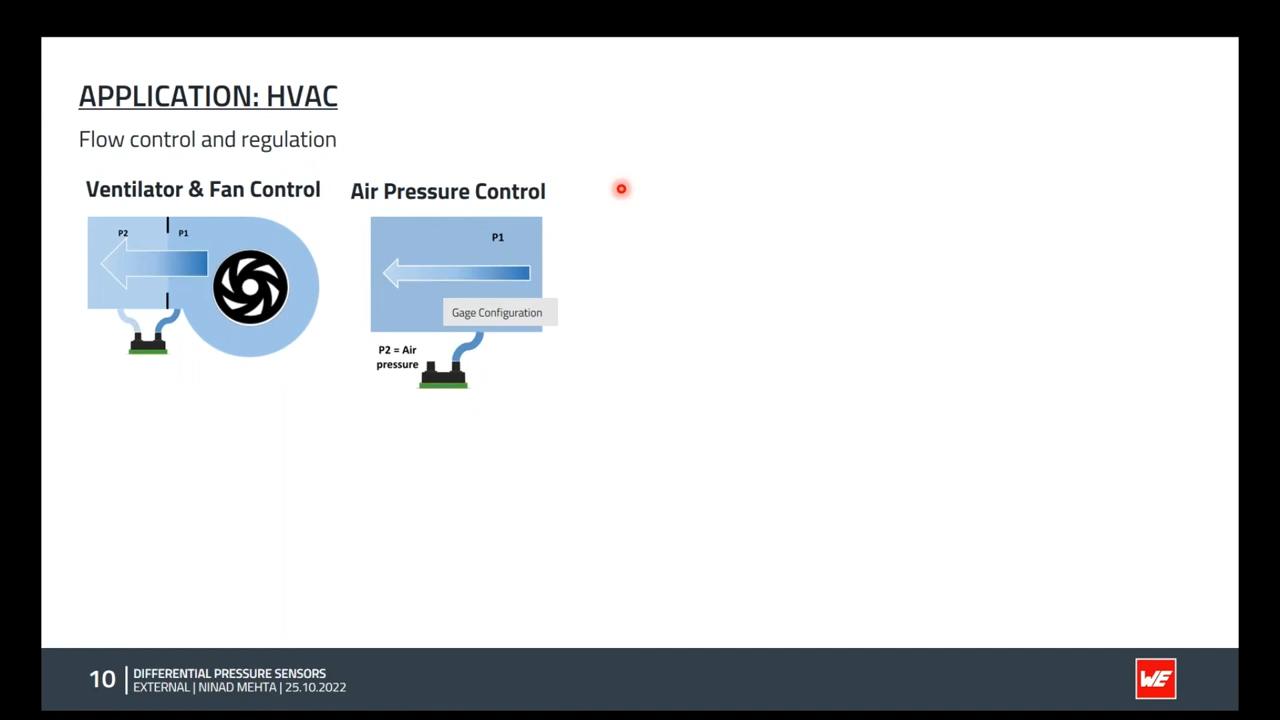 APPLICATION: HVAC
Flow control and regulation
Ventilator & Fan Control
Air Pressure Control
P2
P1
P1
Gage Configuration
P2 = Air
pressure
10
DIFFERENTIAL PRESSURE SENSORS
EXTERNAL | NINAD MEHTA | 25.10.2022
WE